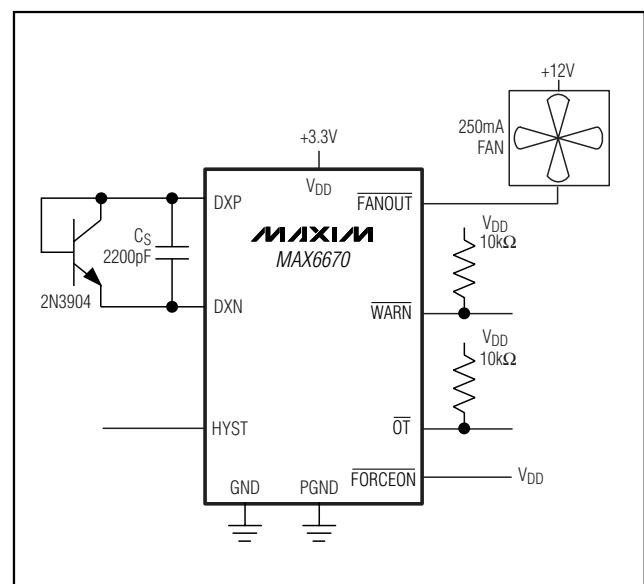 +12V
250mA
FAN
+3.3V
VDD
DXP
FANOUT
MAXIM
MAX6670
CS
2200pF
2N3904
DXN
VDD
10kΩ
WARN
VDD
10kΩ
HYST
OT
FORCEON
VDD
GND
PGND